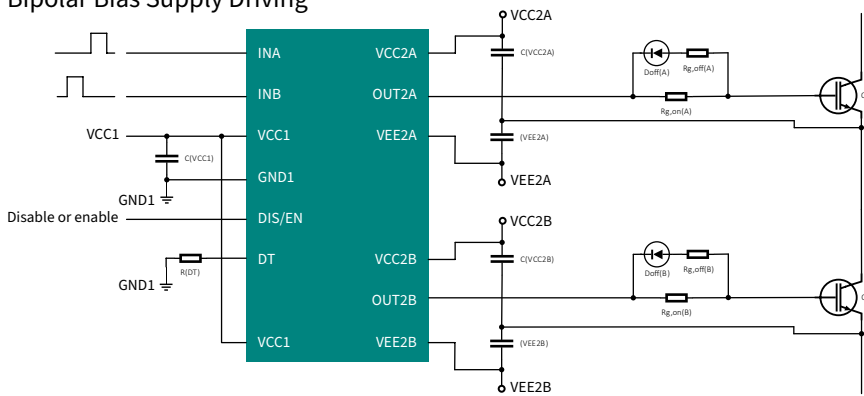 Bipolar Bias Supply Driving
VCC2A
INA
VCC2A
C(VCC2A)
Doff(A)
Rg,off(A)
INB
OUT2A
Rg,on(A)
VCC1
VCC1
VEE2A
(VEE2A)
C(VCC1)
GND1
VEE2A
GND1
Disable or enable
DIS/EN
VCC2B
DT
VCC2B
C(VCC2B)
Doff(B)
Rg,off(B)
R(DT)
GND1
OUT2B
Rg,on(B)
VCC1
VEE2B
(VEE2B)
VEE2B